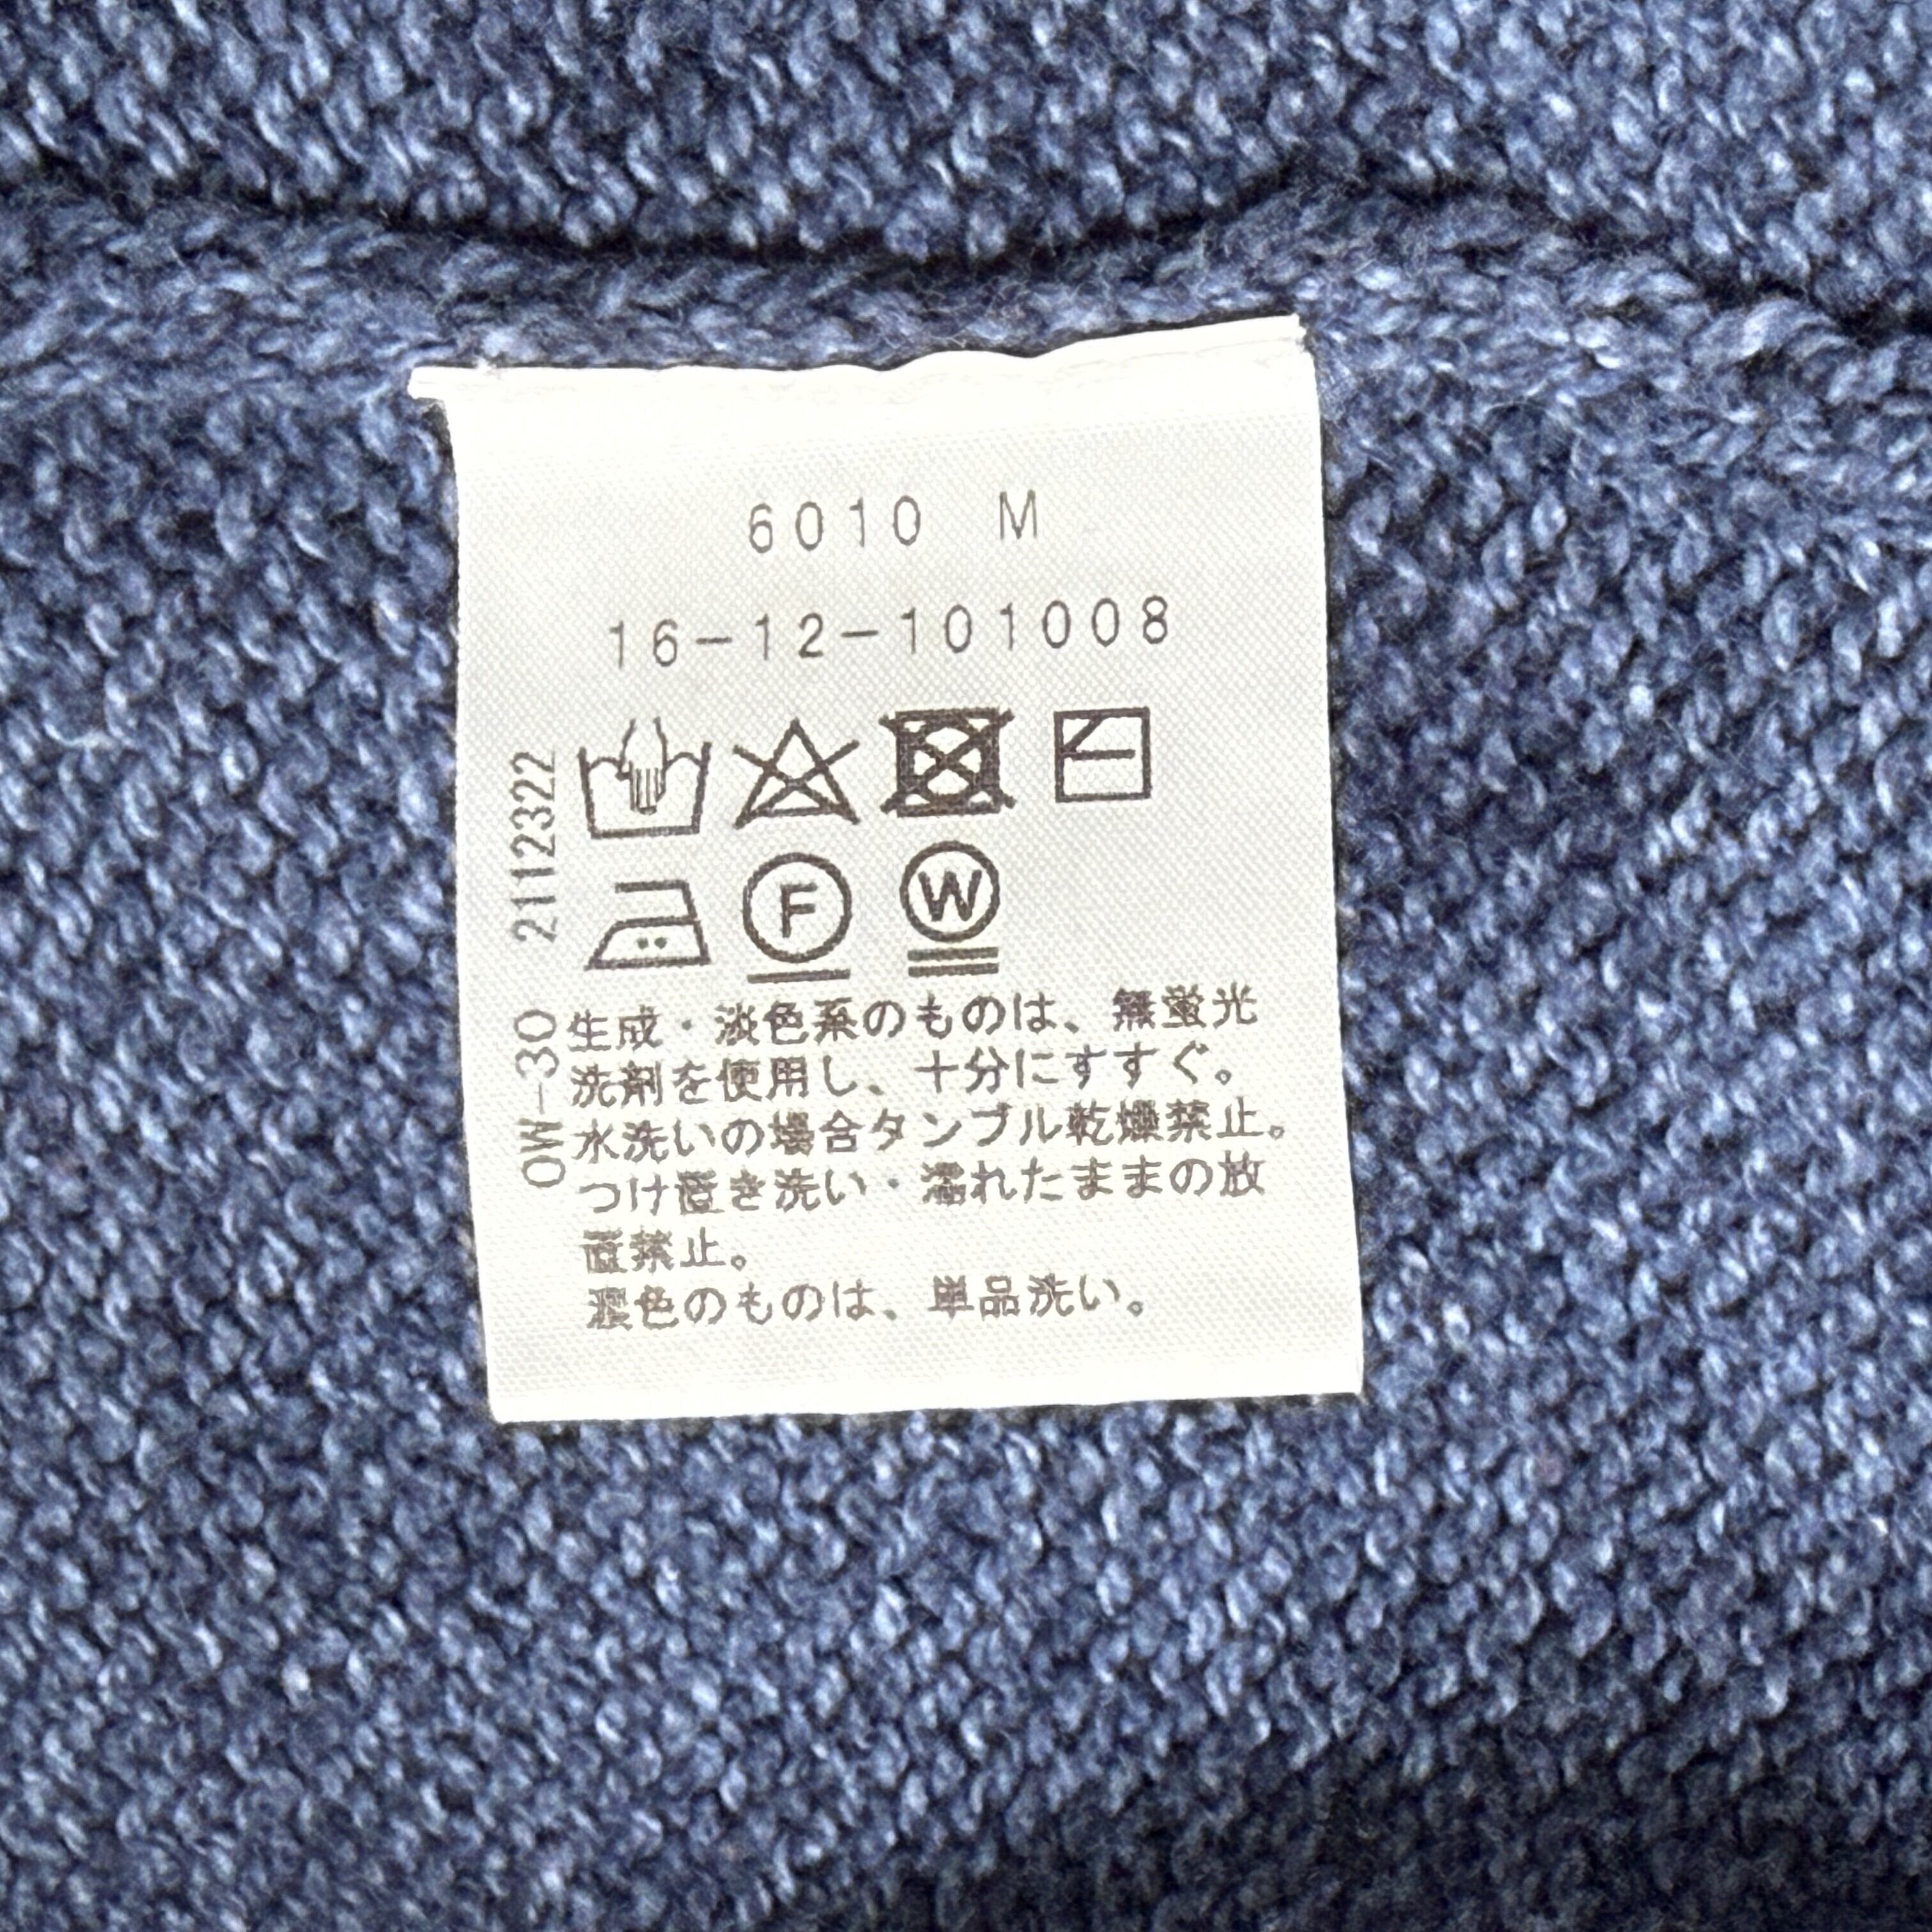 6010 M
16-12-101008
F W
生成・淡色系のものは、無蛍光
洗剤を使用し、十分にすすぐ。
水洗いの場合タンブル乾燥禁止。
つけ置き洗い・濡れたままの放
置禁止。
濃色のものは、単品洗い。
OW-30 2112322